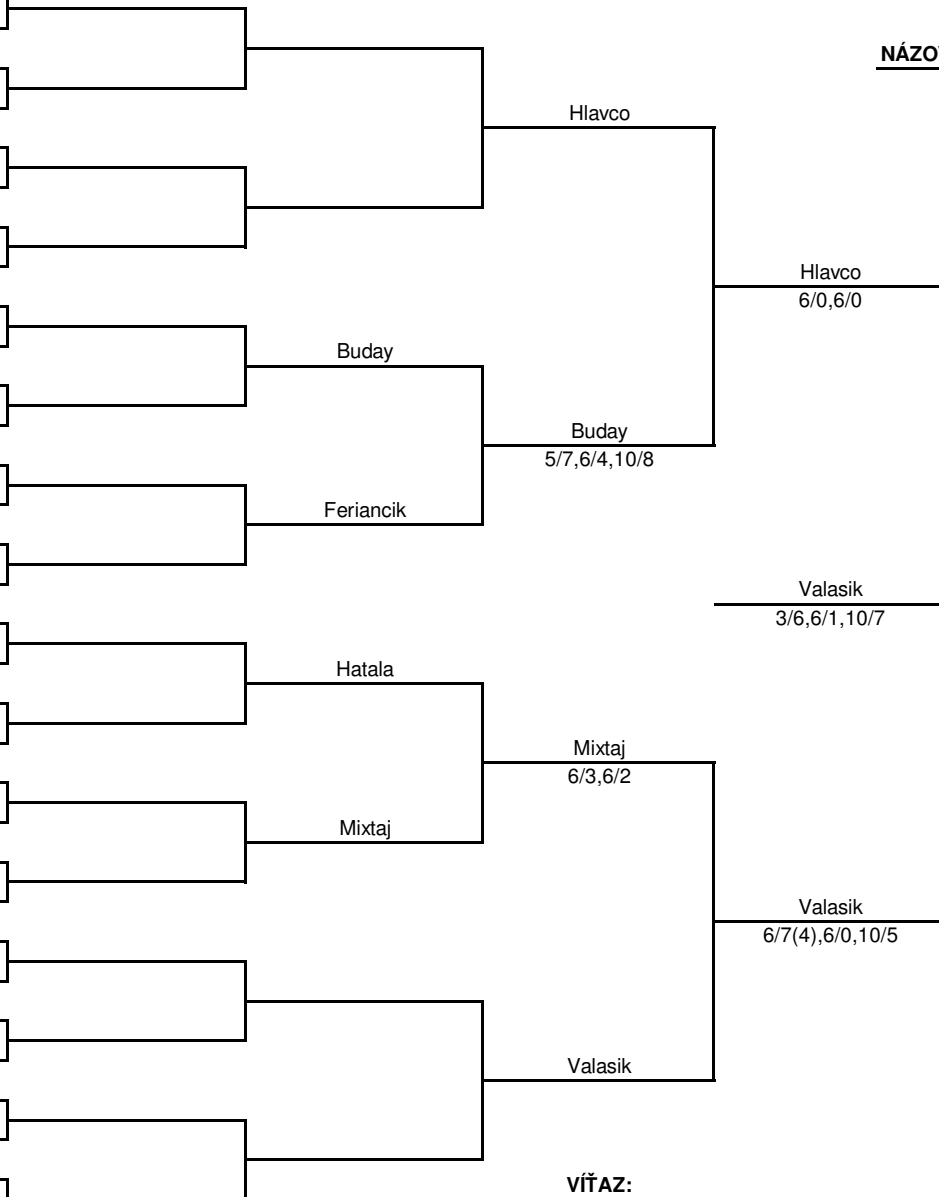 NÁZO
Hlavco
Hlavco
6/0,6/0
Buday
Buday
5/7,6/4,10/8
Feriancik
Valasik
3/6,6/1,10/7
Hatala
Mixtaj
6/3,6/2
Mixtaj
Valasik
6/7(4),6/0,10/5
Valasik
VÍŤAZ: